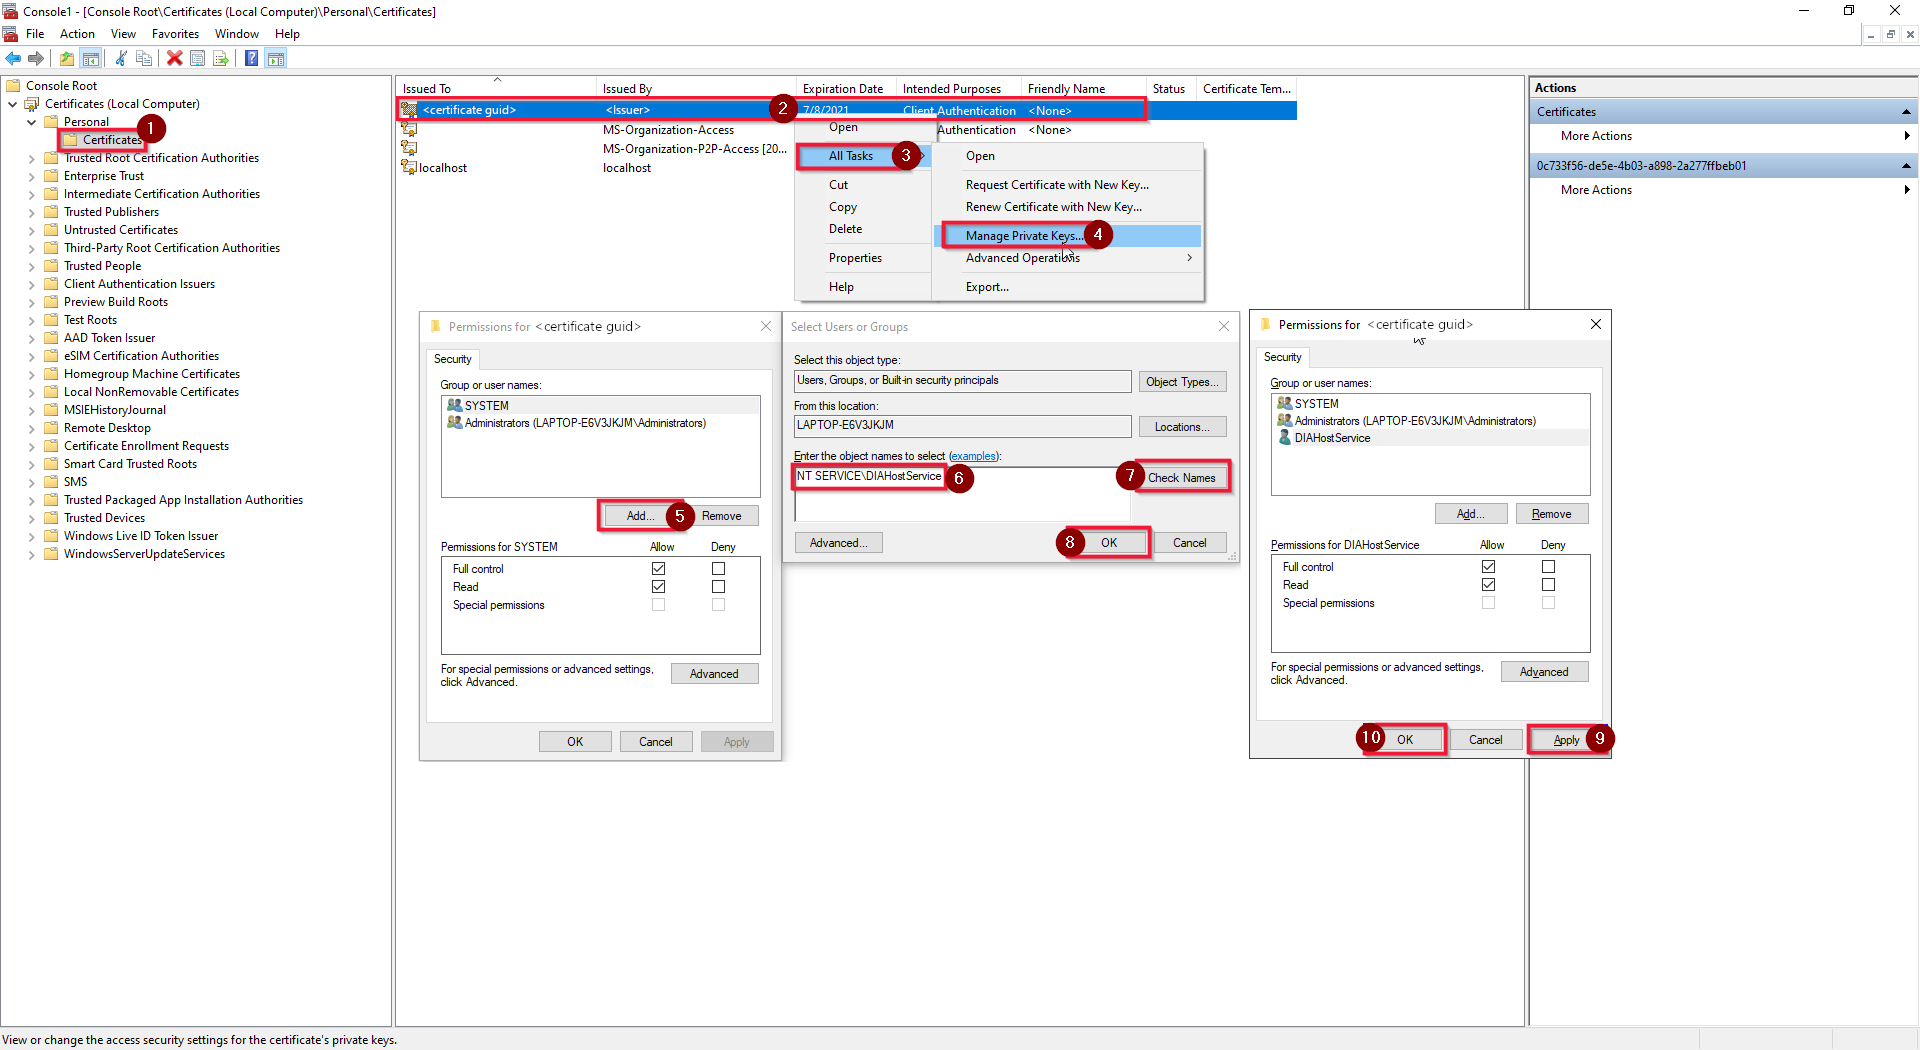 Console1 - [Console Root\Certificates (Local Computer)\Personal\Certificates]
File Action View Favorites Window Help
Console Root
Certificates (Local Computer)
Personal
1
Certificates
Trusted Root Certification Authorities
Enterprise Trust
Intermediate Certification Authorities
Trusted Publishers
Untrusted Certificates
Third-Party Root Certification Authorities
Trusted People
Client Authentication Issuers
Preview Build Roots
Test Roots
AAD Token Issuer
eSIM Certification Authorities
Homegroup Machine Certificates
Local NonRemovable Certificates
MSIEHistoryJournal
Remote Desktop
Certificate Enrollment Requests
Smart Card Trusted Roots
SMS
Trusted Packaged App Installation Authorities
Trusted Devices
Windows Live ID Token Issuer
WindowsServerUpdateServices
Issued To Issued By Expiration Date Intended Purposes Friendly Name Status Certificate Tem...
<certificate guid> <Issuer> 2 7/8/2021 Client Authentication <None>
MS-Organization-Access Authentication <None>
MS-Organization-P2P-Access [20...
localhost localhost
Open
All Tasks 3
Cut
Copy
Delete
Properties
Help
Open
Request Certificate with New Key...
Renew Certificate with New Key...
Manage Private Keys... 4
Advanced Operations
Export...
Actions
Certificates
More Actions
0c733f56-de5e-4b03-a898-2a277ffbeb01
More Actions
Permissions for <certificate guid>
Security
Group or user names:
SYSTEM
Administrators (LAPTOP-E6V3JKJM\Administrators)
Add... 5 Remove
Permissions for SYSTEM Allow Deny
Full control
Read
Special permissions
For special permissions or advanced settings,
click Advanced.
Advanced
OK Cancel Apply
Select Users or Groups
Select this object type:
Users, Groups, or Built-in security principals Object Types...
From this location:
LAPTOP-E6V3JKJM Locations...
Enter the object names to select (examples):
NT SERVICE\DIAHostService 6 7 Check Names
Advanced... 8 OK Cancel
Permissions for <certificate guid>
Security
Group or user names:
SYSTEM
Administrators (LAPTOP-E6V3JKJM\Administrators)
DIAHostService
Add... Remove
Permissions for DIAHostService Allow Deny
Full control
Read
Special permissions
For special permissions or advanced settings,
click Advanced.
Advanced
10 OK Cancel Apply 9
View or change the access security settings for the certificate's private keys.